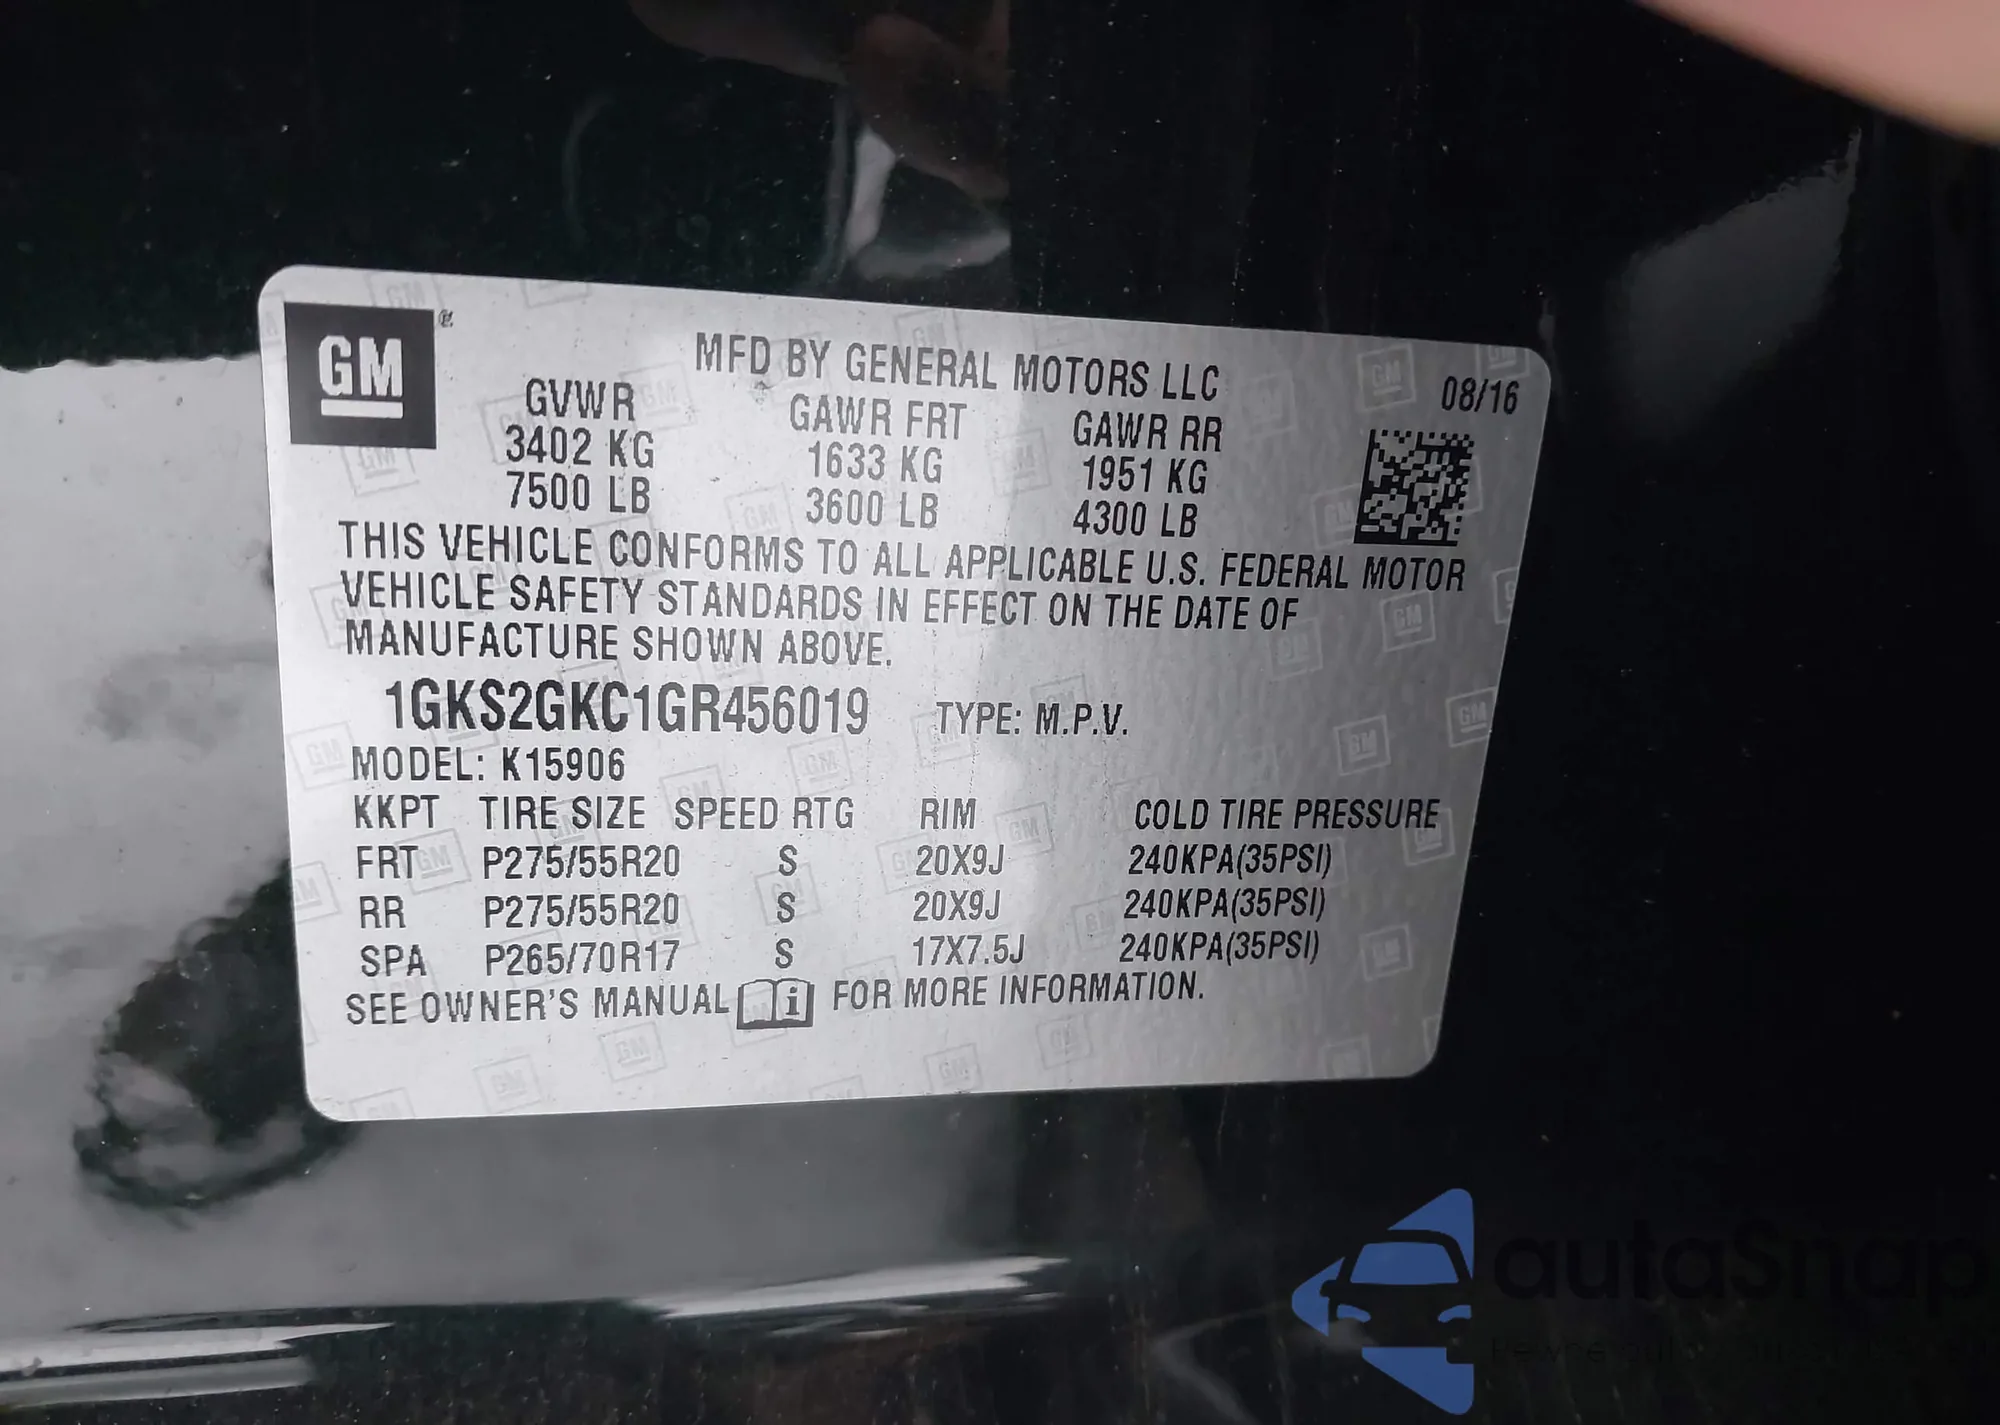 GM
MFD BY GENERAL MOTORS LLC
08/16
GVWR GAWR FRT GAWR RR
3402 KG 1633 KG 1951 KG
7500 LB 3600 LB 4300 LB
THIS VEHICLE CONFORMS TO ALL APPLICABLE U.S. FEDERAL MOTOR
VEHICLE SAFETY STANDARDS IN EFFECT ON THE DATE OF
MANUFACTURE SHOWN ABOVE.
1GKS2GKC1GR456019 TYPE: M.P.V.
MODEL: K15906
KKPT TIRE SIZE SPEED RTG RIM COLD TIRE PRESSURE
FRT P275/55R20 S 20X9J 240KPA(35PSI)
RR P275/55R20 S 20X9J 240KPA(35PSI)
SPA P265/70R17 S 17X7.5J 240KPA(35PSI)
SEE OWNER'S MANUAL i FOR MORE INFORMATION.
autoSnap